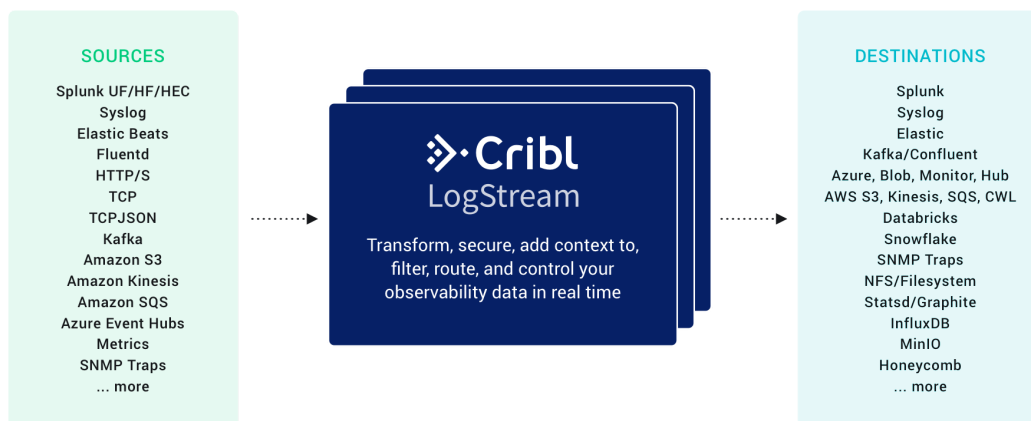 SOURCES
Splunk UF/HF/HEC
Syslog
Elastic Beats
Fluentd
HTTP/S
TCP
TCPJSON
Kafka
Amazon S3
Amazon Kinesis
Amazon SQS
Azure Event Hubs
Metrics
SNMP Traps
... more
Cribl
LogStream
Transform, secure, add context to,
filter, route, and control your
observability data in real time
DESTINATIONS
Splunk
Syslog
Elastic
Kafka/Confluent
Azure, Blob, Monitor, Hub
AWS S3, Kinesis, SQS, CWL
Databricks
Snowflake
SNMP Traps
NFS/Filesystem
Statsd/Graphite
InfluxDB
MinIO
Honeycomb
... more